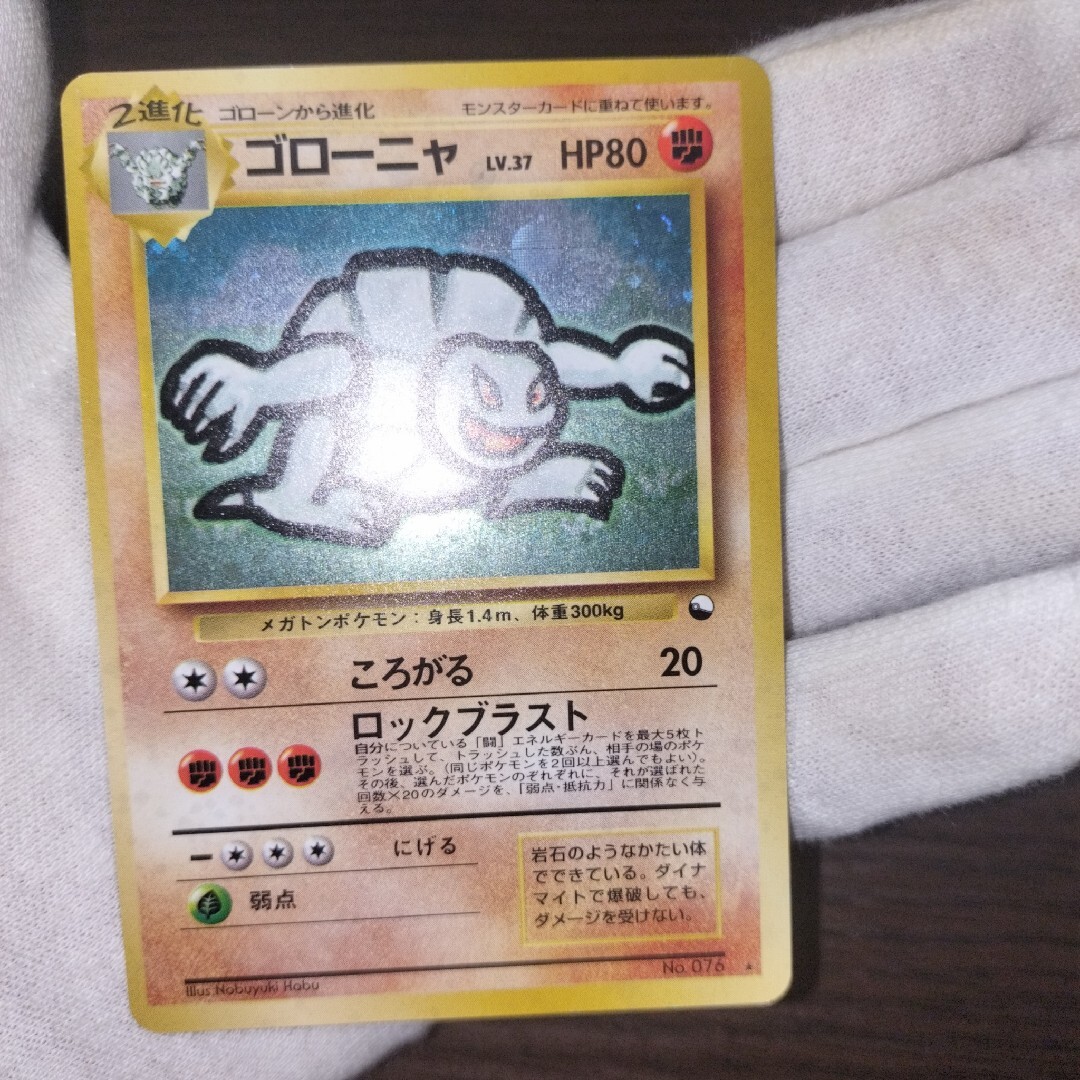 2進化 ゴローンから進化 モンスターカードに重ねて使います。
ゴローニャ LV.37 HP80
メガトンポケモン：身長1.4m、体重300kg
ころがる 20
ロックブラスト
自分についている「闘」エネルギーカードを最大5枚ト
ラッシュして、トラッシュした数ぶん、相手の場のポケ
モンを選ぶ。（同じポケモンを2回以上選んでもよい）。
その後、選んだポケモンのぞれぞれに、それが選ばれた
回数×20のダメージを、「弱点・抵抗力」に関係なく与
える。
ー にげる
弱点
岩石のようなかたい体
でできている。ダイナ
マイトで爆破しても、
ダメージを受けない。
Illus.Nobuyuki Habu
No.076